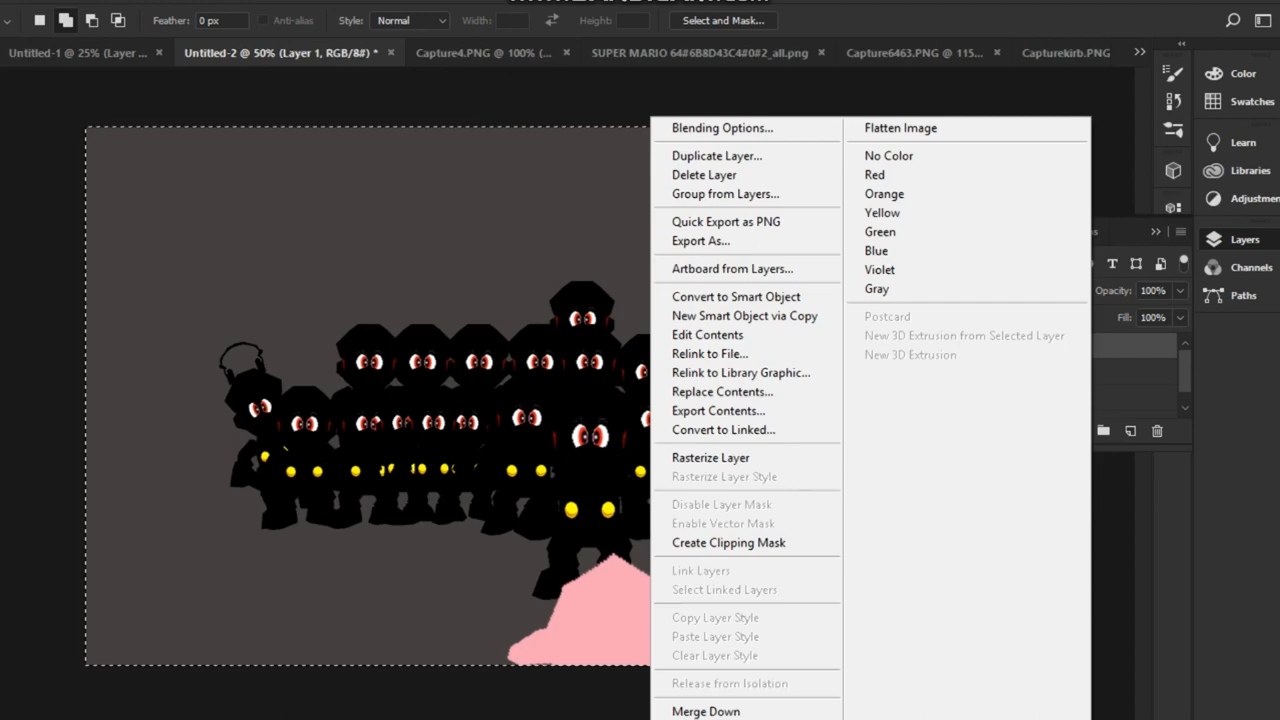 Feather:
0 px
Anti-alias
Style:
Normal
Width:
Height:
Select and Mask...
Untitled-1 @ 25% (Layer ...
Untitled-2 @ 50% (Layer 1, RGB/8#) *
Capture4.PNG @ 100% (...
SUPER MARIO 64#6B8D43C4#0#2_all.png
Capture6463.PNG @ 115...
Capturekirb.PNG
Blending Options...
Duplicate Layer...
Delete Layer
Group from Layers...
Quick Export as PNG
Export As...
Artboard from Layers...
Convert to Smart Object
New Smart Object via Copy
Edit Contents
Relink to File...
Relink to Library Graphic...
Replace Contents...
Export Contents...
Convert to Linked...
Rasterize Layer
Rasterize Layer Style
Disable Layer Mask
Enable Vector Mask
Create Clipping Mask
Link Layers
Select Linked Layers
Copy Layer Style
Paste Layer Style
Clear Layer Style
Release from Isolation
Merge Down
Flatten Image
No Color
Red
Orange
Yellow
Green
Blue
Violet
Gray
Postcard
New 3D Extrusion from Selected Layer
New 3D Extrusion
Color
Swatches
Learn
Libraries
Adjustmen
Layers
Channels
Paths
Opacity: 100%
Fill: 100%